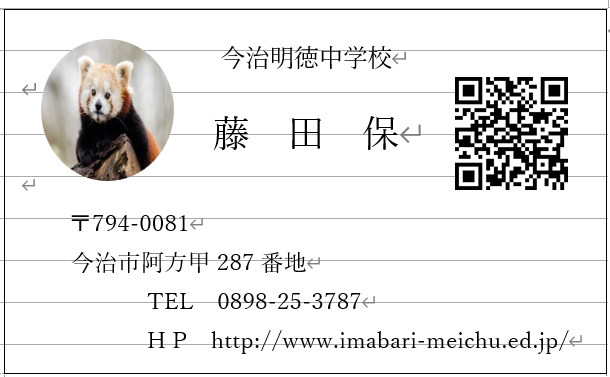 今治明徳中学校
藤　田　保
〒794-0081
今治市阿方甲 287 番地
TEL　0898-25-3787
ＨＰ　http://www.imabari-meichu.ed.jp/